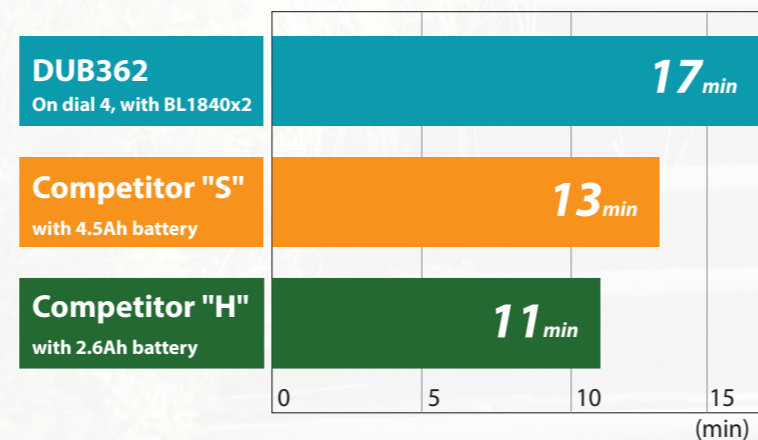 DUB362
On dial 4, with BL1840x2
17min
Competitor "S"
with 4.5Ah battery
13min
Competitor "H"
with 2.6Ah battery
11min
0 5 10 15
(min)